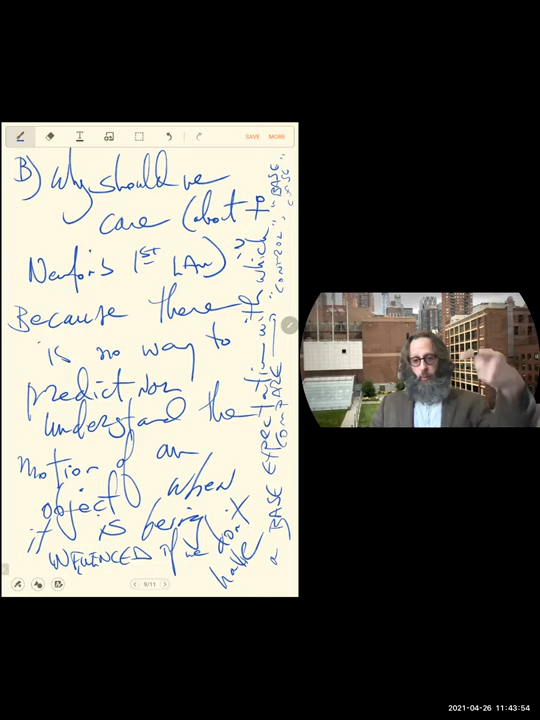 SAVE MORE
B) Why should we
care (about
Newton's 1ST LAW)?
Because there
is no way to
predict nor
understand the
motion of an
object when
it is being
INFLUENCED if we don't
have
a BASE EXPECTATION with which
to COMPARE
"CONTROL", "BASE
CASE"
9/11
2021-04-26 11:43:54